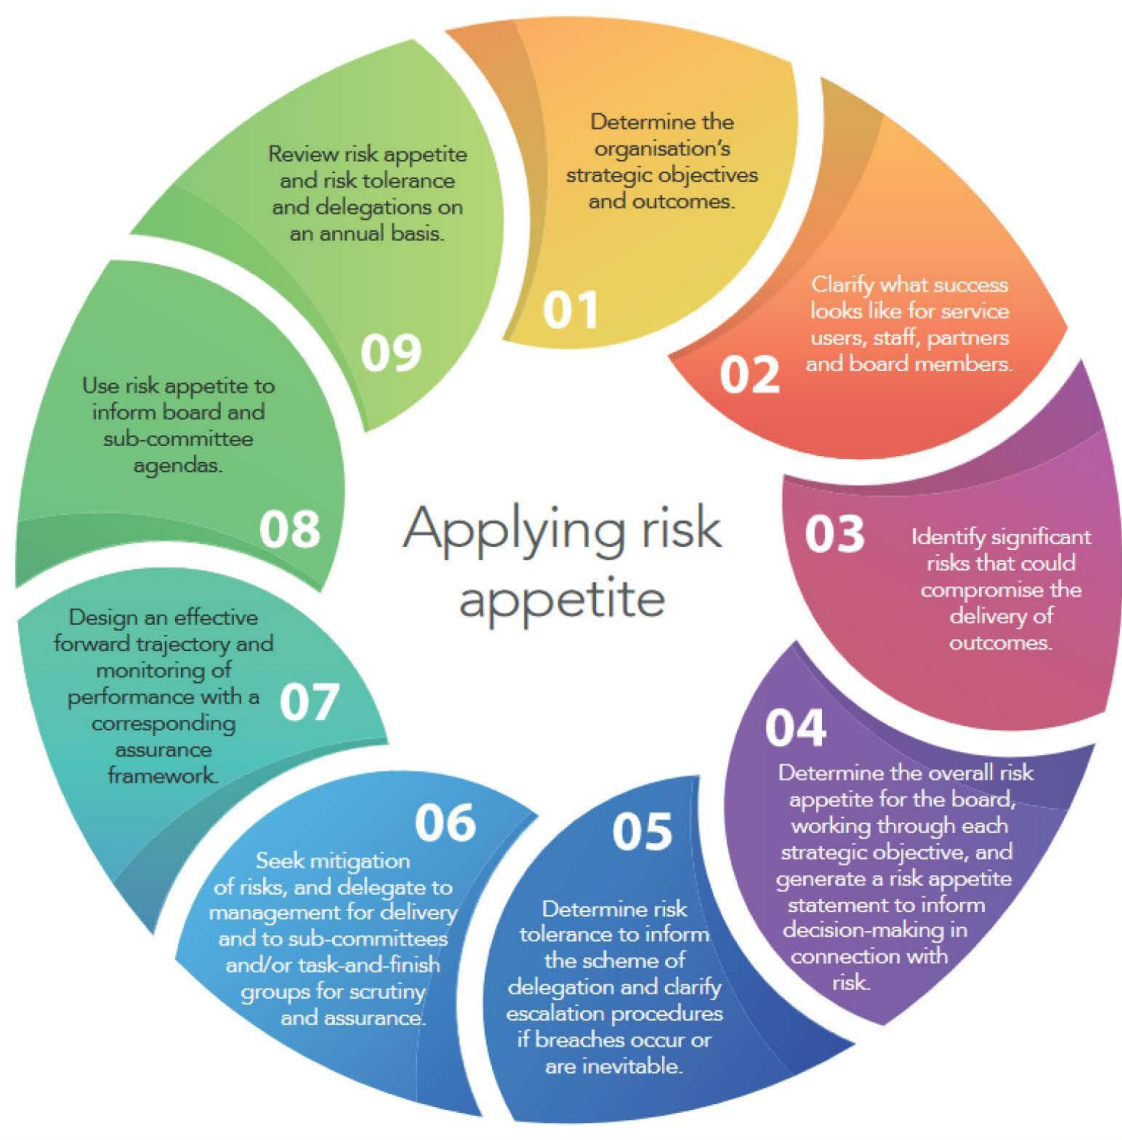 Applying risk
appetite
01
Determine the
organisation's
strategic objectives
and outcomes.
02
Clarify what success
looks like for service
users, staff, partners
and board members.
03
Identify significant
risks that could
compromise the
delivery of
outcomes.
04
Determine the overall risk
appetite for the board,
working through each
strategic objective, and
generate a risk appetite
statement to inform
decision-making in
connection with
risk.
05
Determine risk
tolerance to inform
the scheme of
delegation and clarify
escalation procedures
if breaches occur or
are inevitable.
06
Seek mitigation
of risks, and delegate to
management for delivery
and to sub-committees
and/or task-and-finish
groups for scrutiny
and assurance.
07
Design an effective
forward trajectory and
monitoring of
performance with a
corresponding
assurance
framework.
08
Use risk appetite to
inform board and
sub-committee
agendas.
09
Review risk appetite
and risk tolerance
and delegations on
an annual basis.